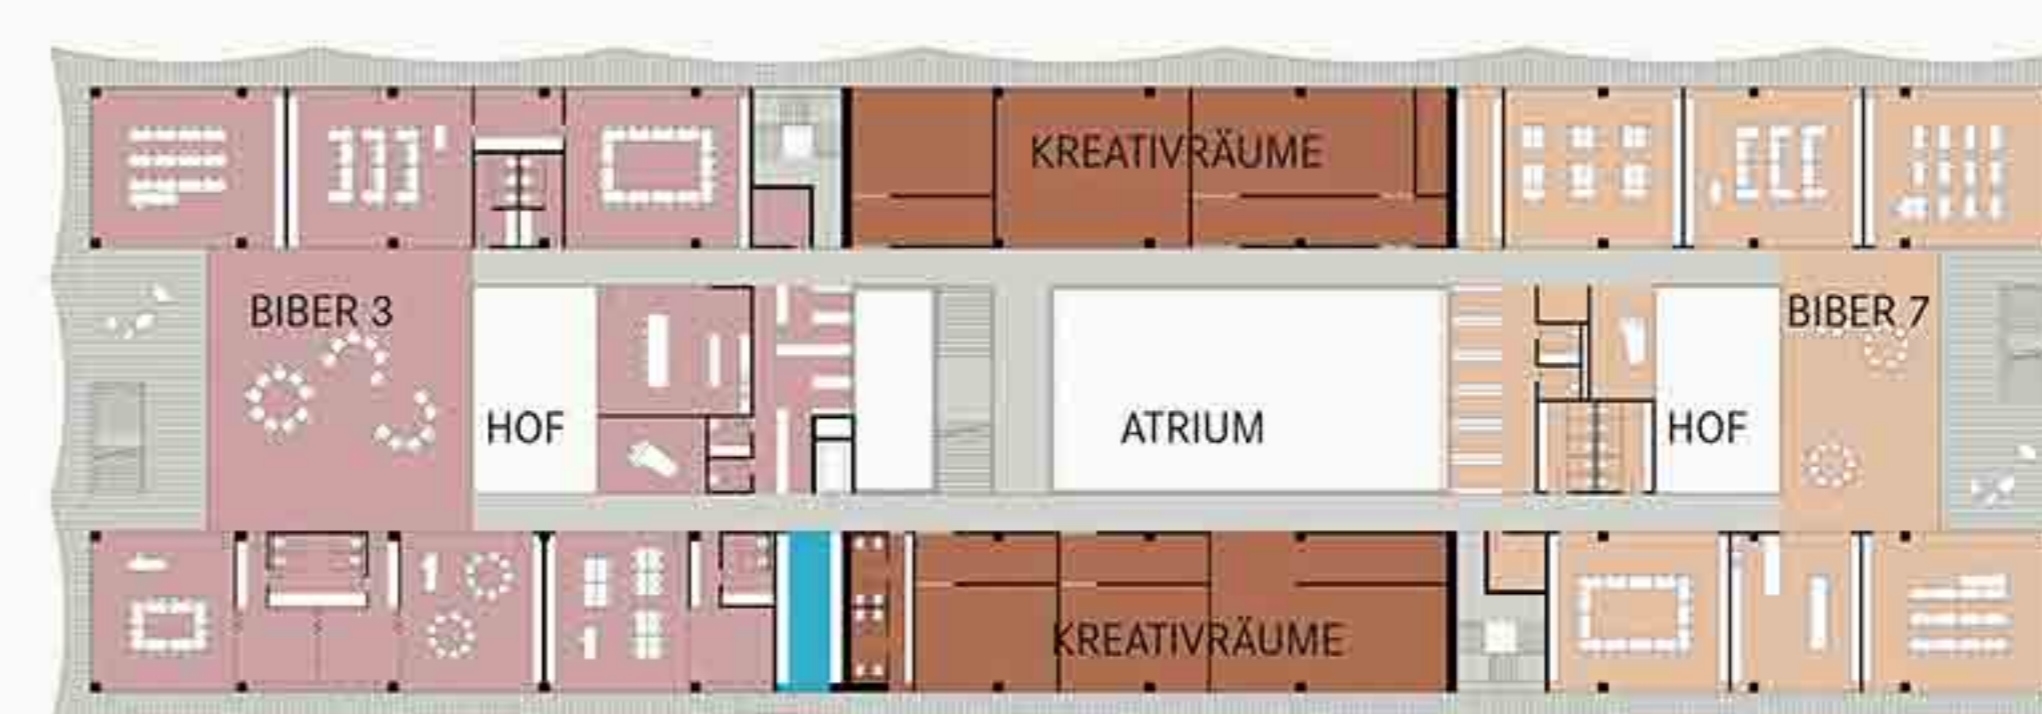 KREATIVRÄUME
BIBER 3
BIBER 7
HOF
ATRIUM
HOF
KREATIVRÄUME